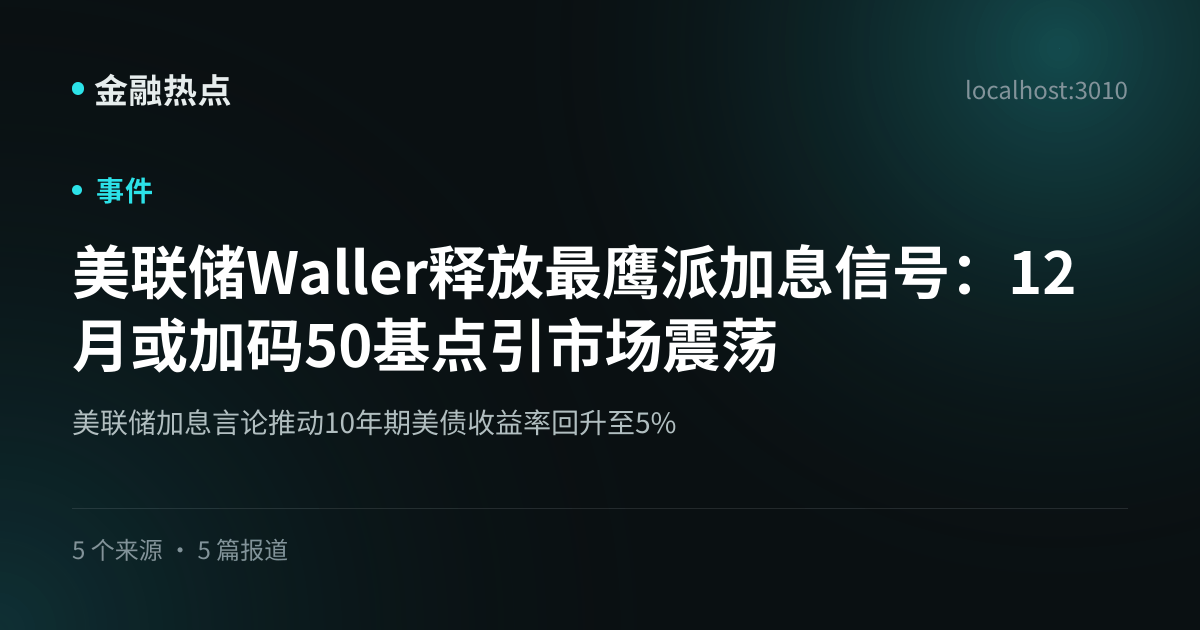 金融热点
localhost:3010
事件
美联储Waller释放最鹰派加息信号：12
月或加码50基点引市场震荡
美联储加息言论推动10年期美债收益率回升至5%
5 个来源 · 5 篇报道